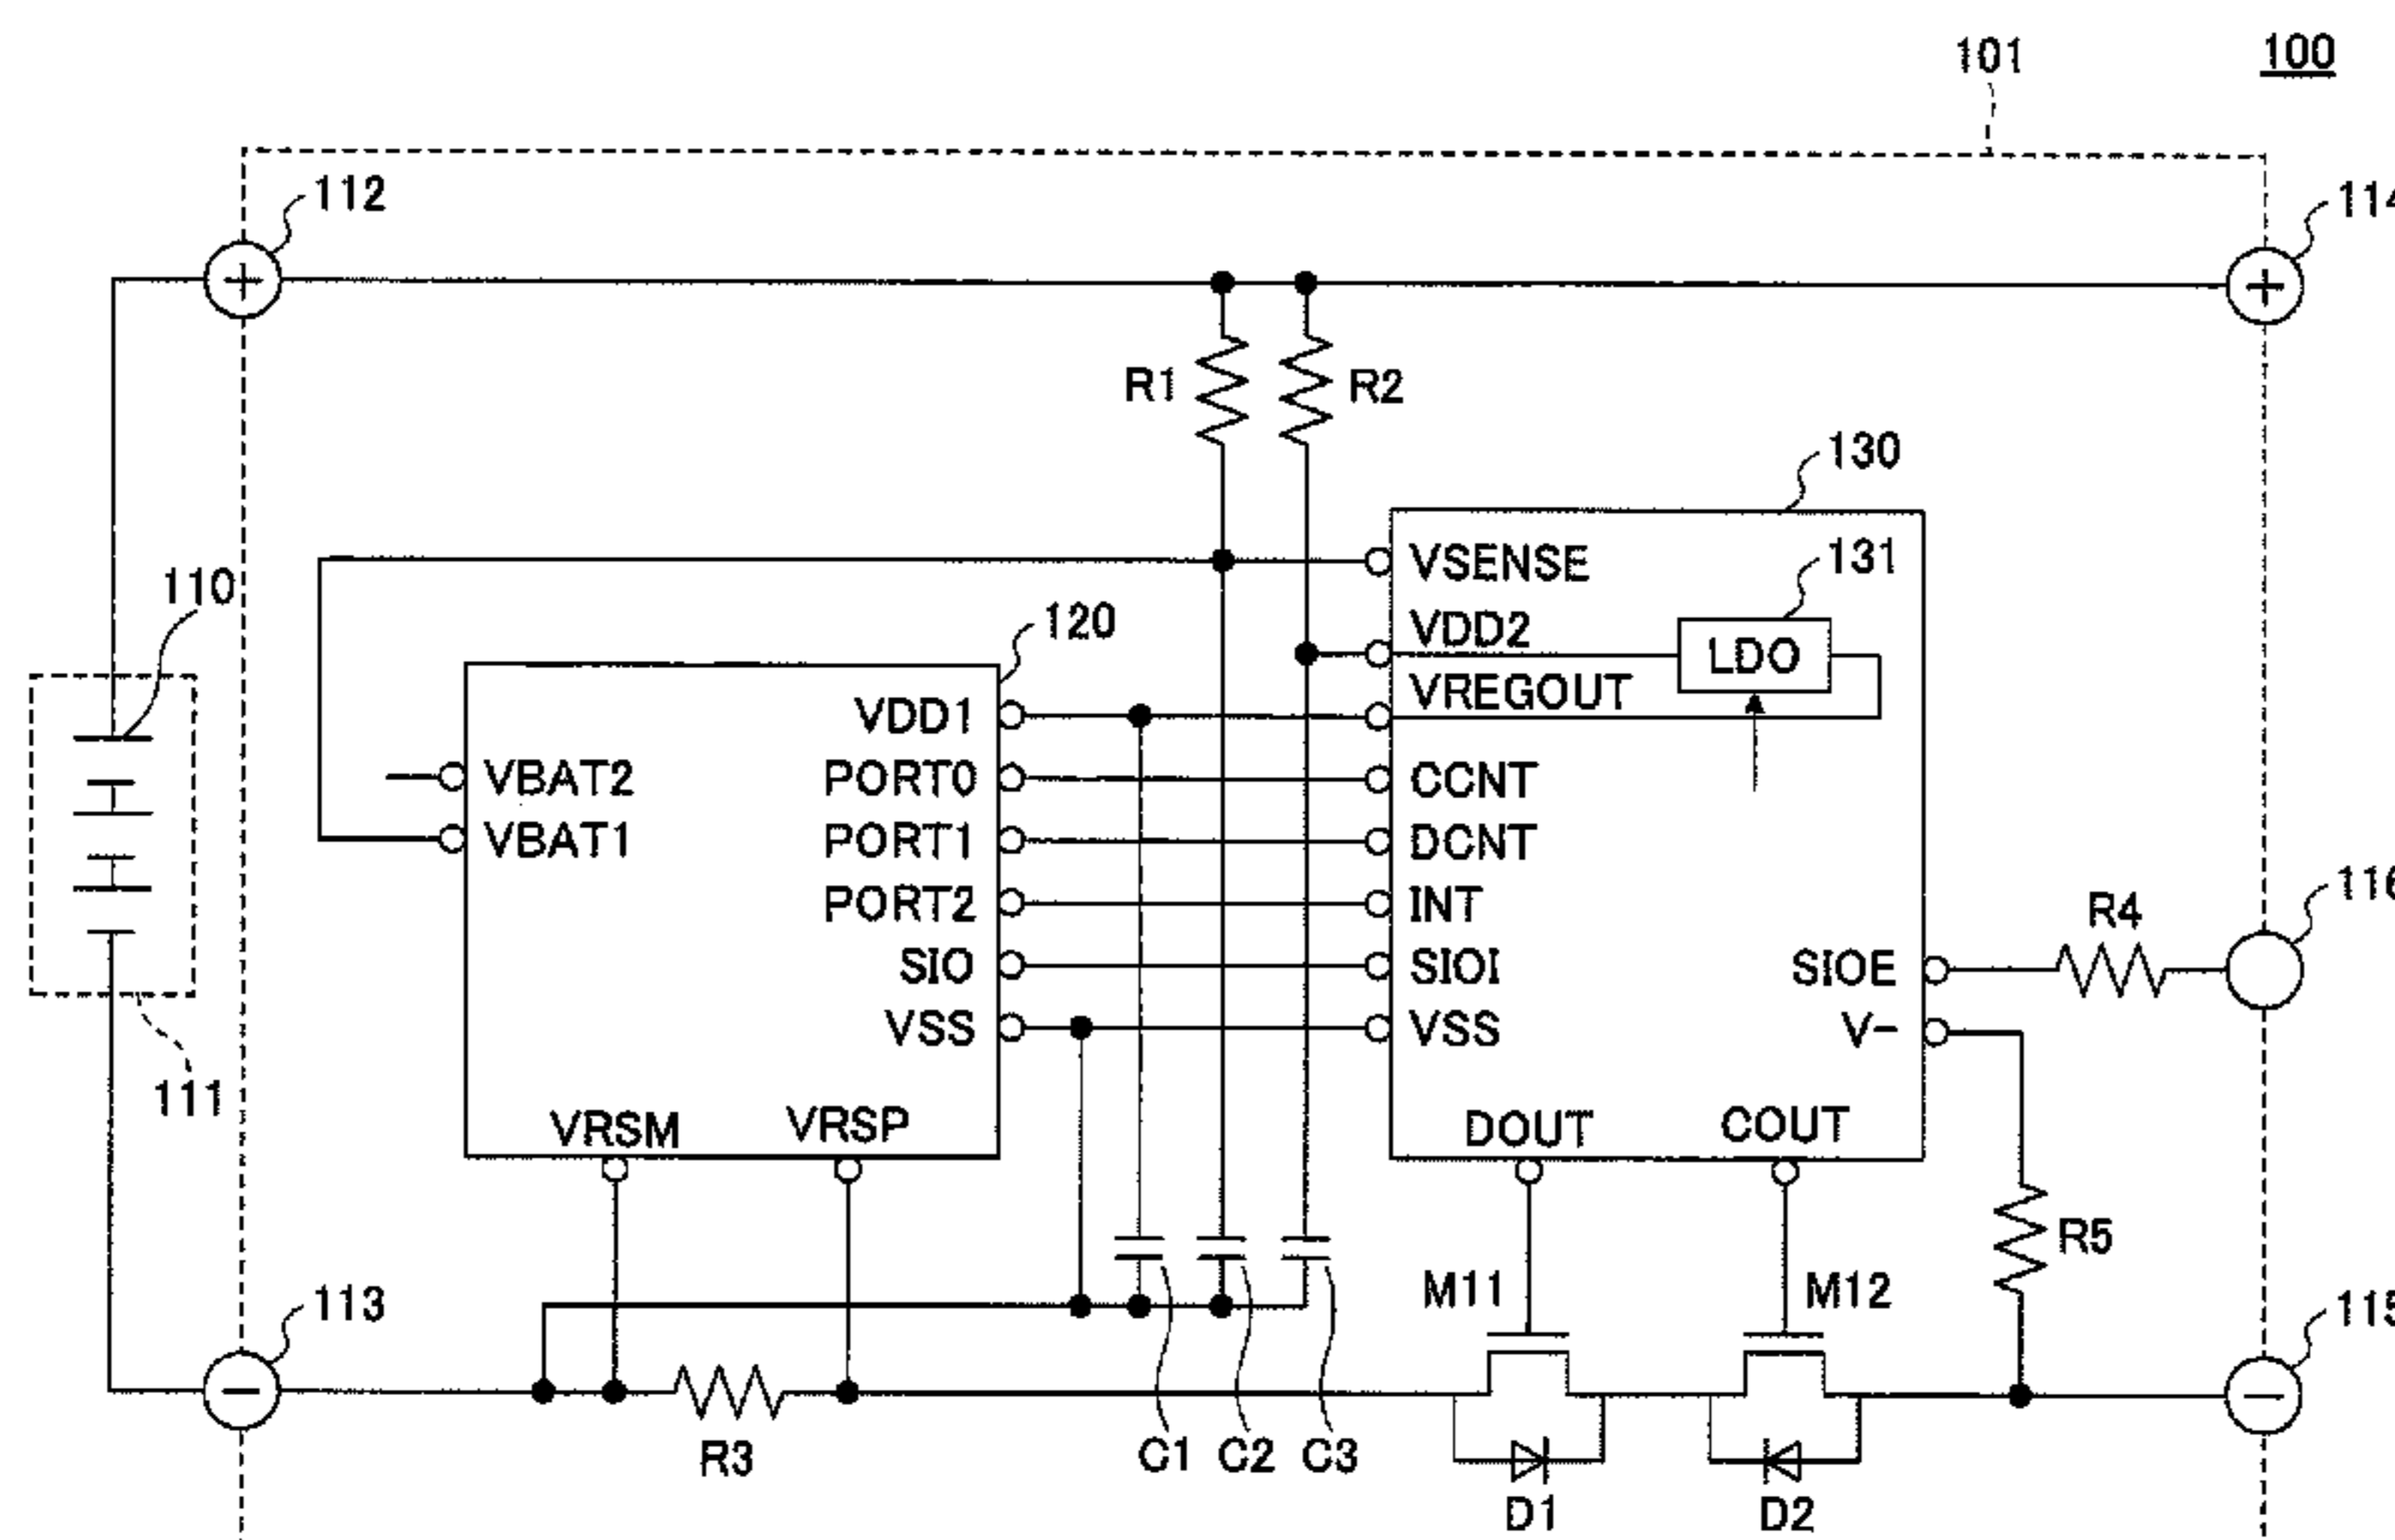 100
101
112
114
+
+
R1
R2
130
VSENSE
131
110
VDD2
LDO
120
VREGOUT
VDD1
VBAT2
PORT0
CCNT
VBAT1
PORT1
DCNT
PORT2
INT
116
R4
SIO
SIOI
SIOE
VSS
VSS
V−
111
VRSM
VRSP
DOUT
COUT
R5
M11
M12
113
115
−
−
R3
C1
C2
C3
D1
D2